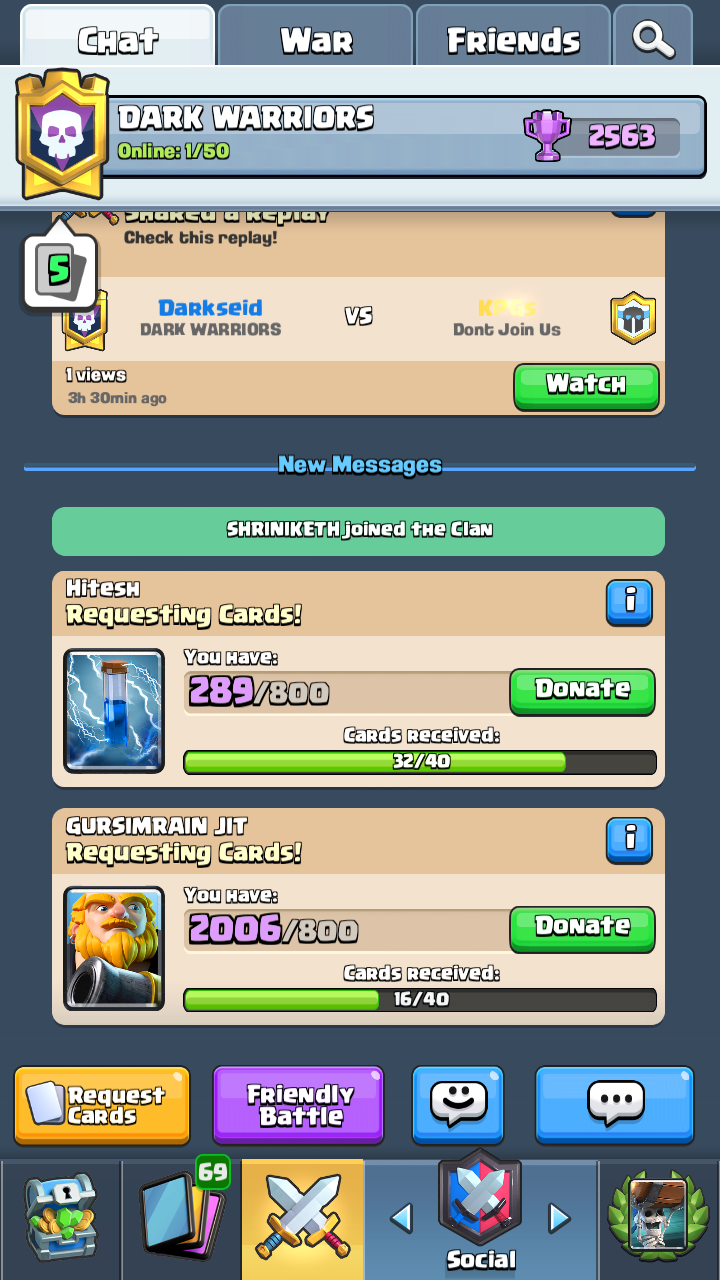 Chat
War
Friends
DARK WARRIORS
Online: 1/50
2563
Shared a Replay
Check this replay!
5
Darkseid
VS
DARK WARRIORS
Dont Join Us
1 views
3h 30min ago
Watch
New Messages
SHRINIKETH joined the Clan
Hitesh
Requesting Cards!
i
You have:
289/800
Donate
Cards received:
32/40
GURSIMRAIN JIT
Requesting Cards!
i
You have:
2006/800
Donate
Cards received:
16/40
Request
Cards
Friendly
Battle
69
Social